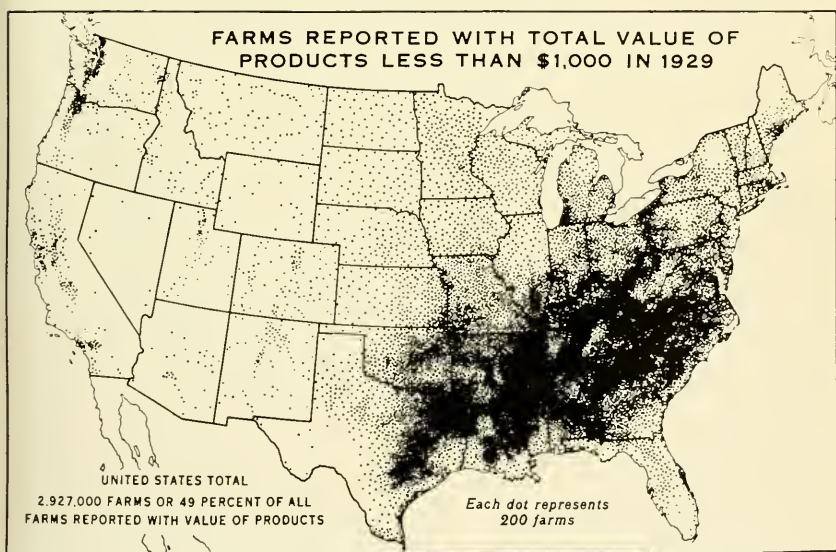 FARMS REPORTED WITH TOTAL VALUE OF
PRODUCTS LESS THAN $1,000 IN 1929
UNITED STATES TOTAL
2,927,000 FARMS OR 49 PERCENT OF ALL
FARMS REPORTED WITH VALUE OF PRODUCTS
Each dot represents
200 farms